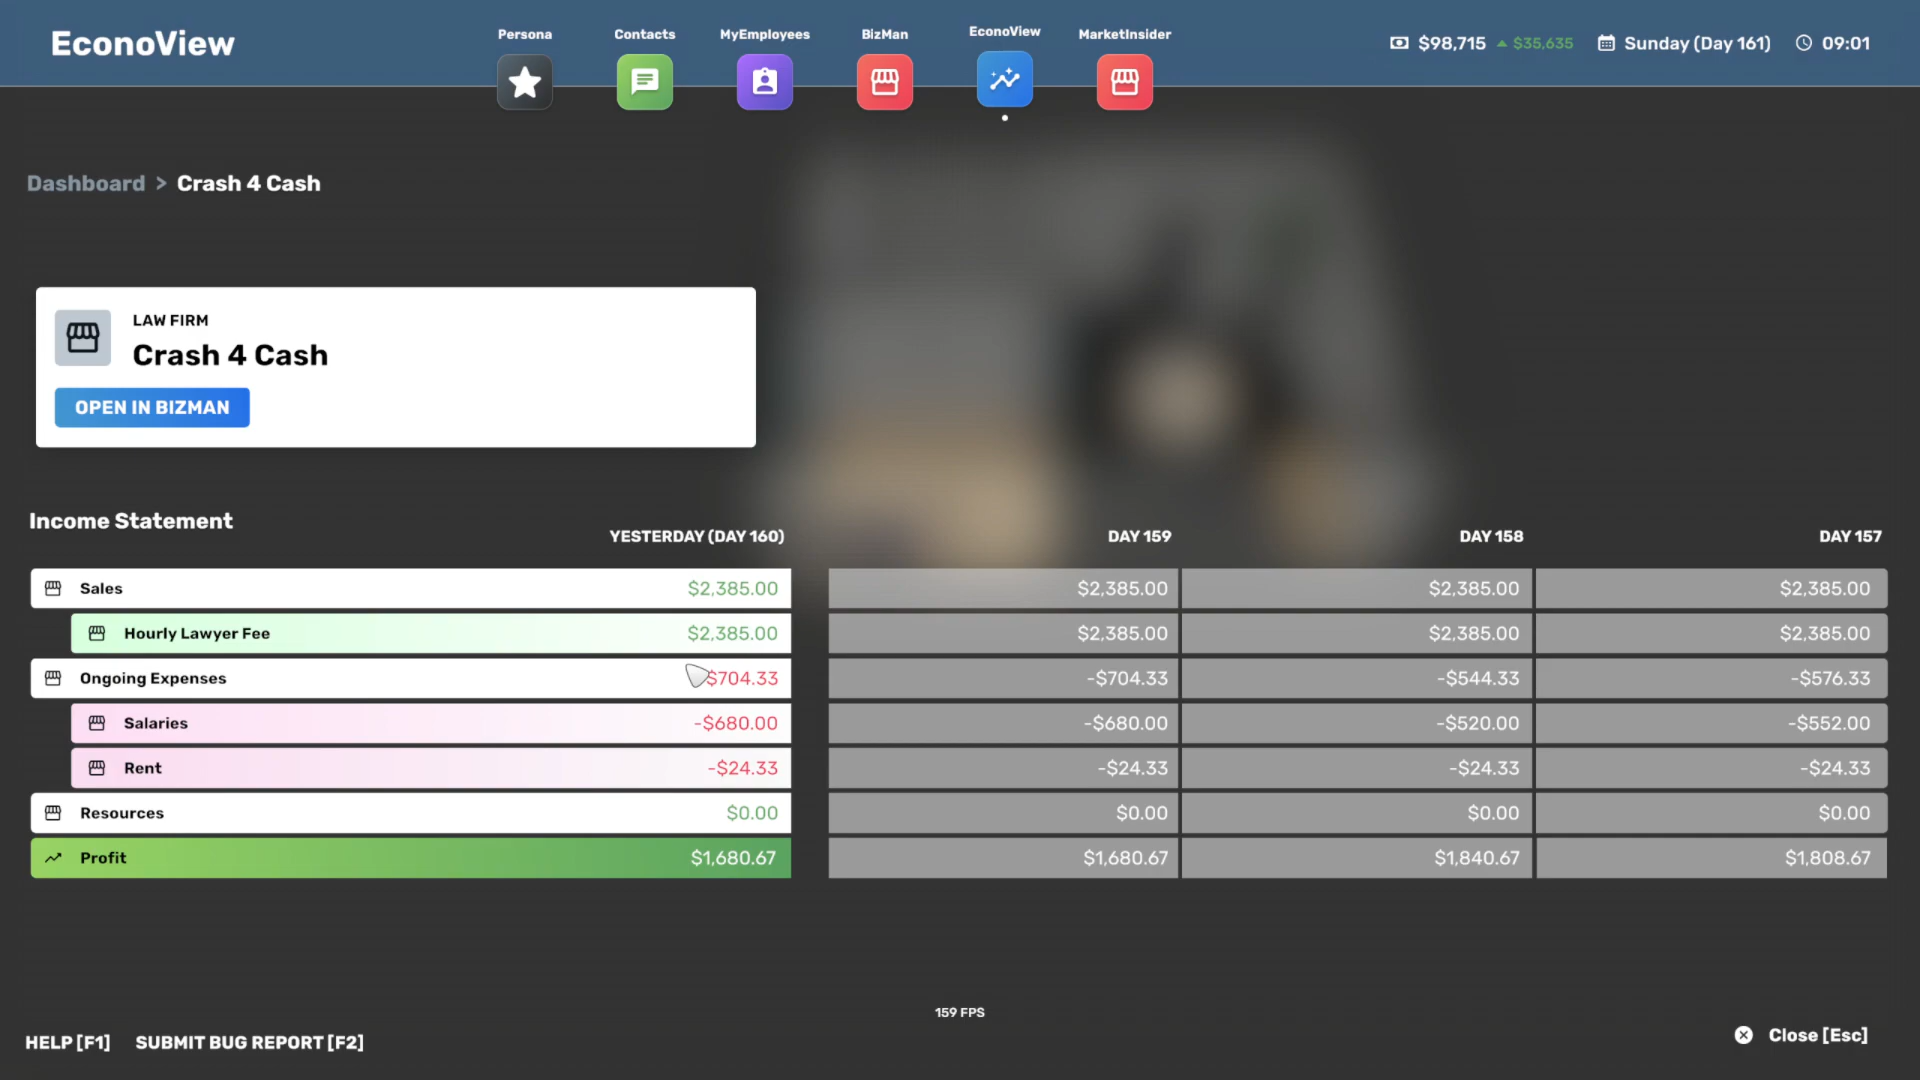 EconoView
Persona
Contacts
MyEmployees
BizMan
EconoView
MarketInsider
$98,715 $35,635 Sunday (Day 161) 09:01
Dashboard > Crash 4 Cash
LAW FIRM
Crash 4 Cash
OPEN IN BIZMAN
Income Statement
YESTERDAY (DAY 160) DAY 159 DAY 158 DAY 157
Sales $2,385.00 $2,385.00 $2,385.00 $2,385.00
Hourly Lawyer Fee $2,385.00 $2,385.00 $2,385.00 $2,385.00
Ongoing Expenses $704.33 -$704.33 -$544.33 -$576.33
Salaries -$680.00 -$680.00 -$520.00 -$552.00
Rent -$24.33 -$24.33 -$24.33 -$24.33
Resources $0.00 $0.00 $0.00 $0.00
Profit $1,680.67 $1,680.67 $1,840.67 $1,808.67
159 FPS
HELP [F1] SUBMIT BUG REPORT [F2] Close [Esc]